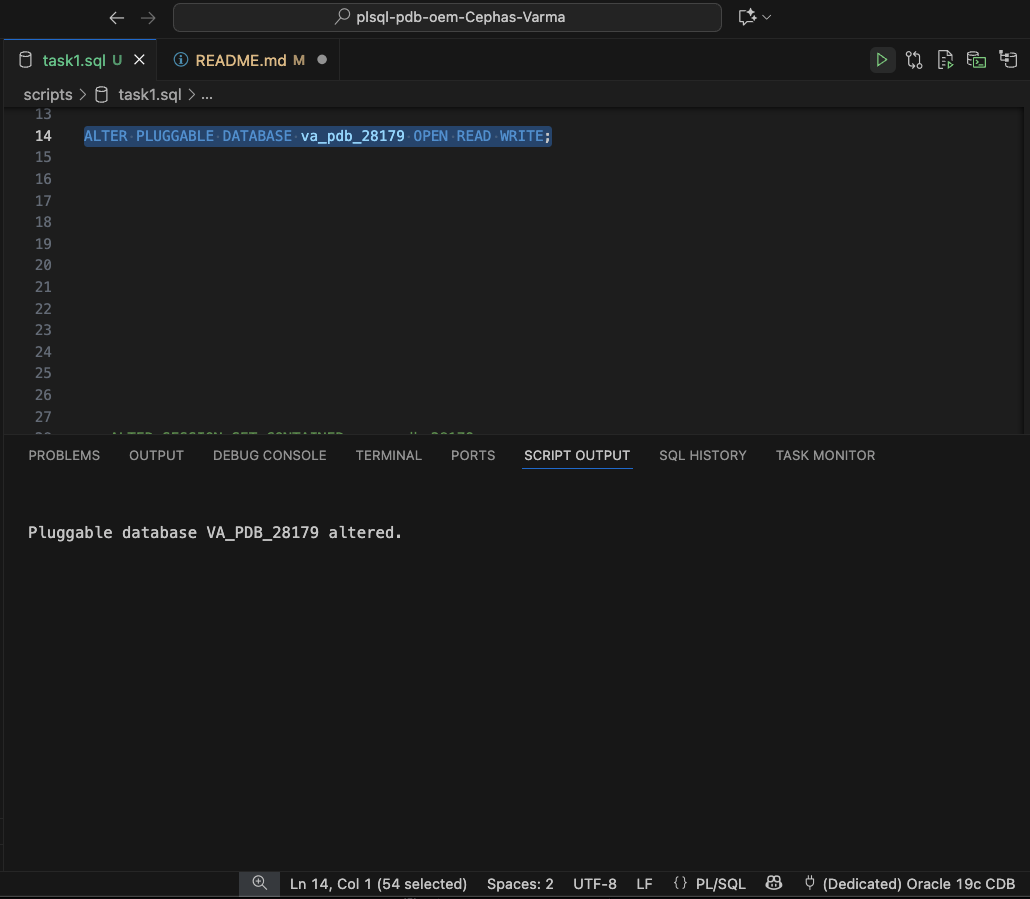 plsql-pdb-oem-Cephas-Varma
task1.sql U
README.md M
scripts > task1.sql > ...
13
14 ALTER PLUGGABLE DATABASE va_pdb_28179 OPEN READ WRITE;
15
16
17
18
19
20
21
22
23
24
25
26
27
PROBLEMS OUTPUT DEBUG CONSOLE TERMINAL PORTS SCRIPT OUTPUT SQL HISTORY TASK MONITOR
Pluggable database VA_PDB_28179 altered.
Ln 14, Col 1 (54 selected) Spaces: 2 UTF-8 LF {} PL/SQL (Dedicated) Oracle 19c CDB